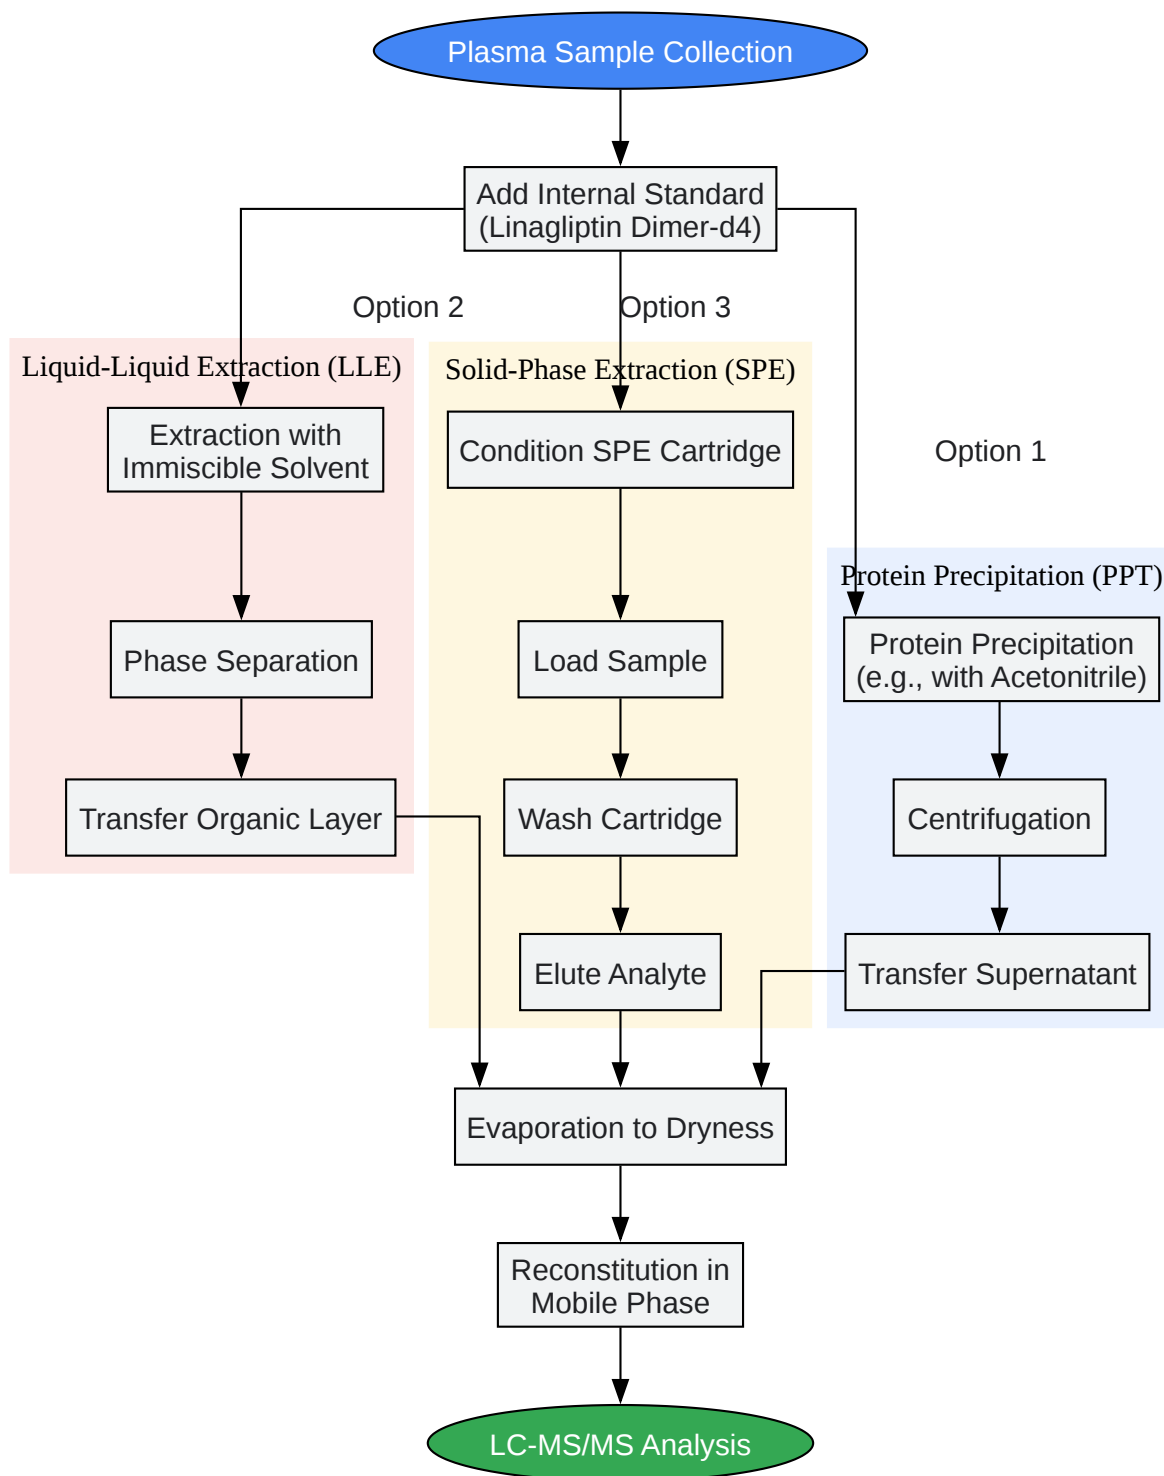 Plasma Sample Collection
Add Internal Standard
(Linagliptin Dimer-d4)
Option 2
Option 3
Option 1
Liquid-Liquid Extraction (LLE)
Extraction with
Immiscible Solvent
Phase Separation
Transfer Organic Layer
Solid-Phase Extraction (SPE)
Condition SPE Cartridge
Load Sample
Wash Cartridge
Elute Analyte
Protein Precipitation (PPT)
Protein Precipitation
(e.g., with Acetonitrile)
Centrifugation
Transfer Supernatant
Evaporation to Dryness
Reconstitution in
Mobile Phase
LC-MS/MS Analysis